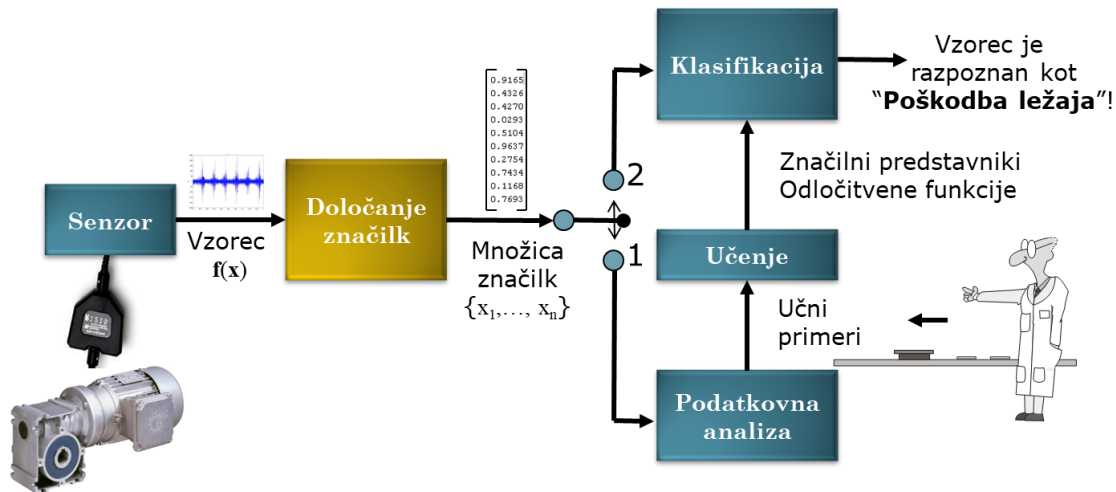 Senzor
Vzorec
f(x)
Določanje
značilk
0.9165
0.4326
0.4270
0.0293
0.5104
0.9637
0.2754
0.7434
0.1168
0.7693
Množica
značilk
{x₁,…, xₙ}
2
1
Klasifikacija
Vzorec je
razpoznan kot
“Poškodba ležaja”!
Značilni predstavniki
Odločitvene funkcije
Učenje
Učni
primeri
Podatkovna
analiza